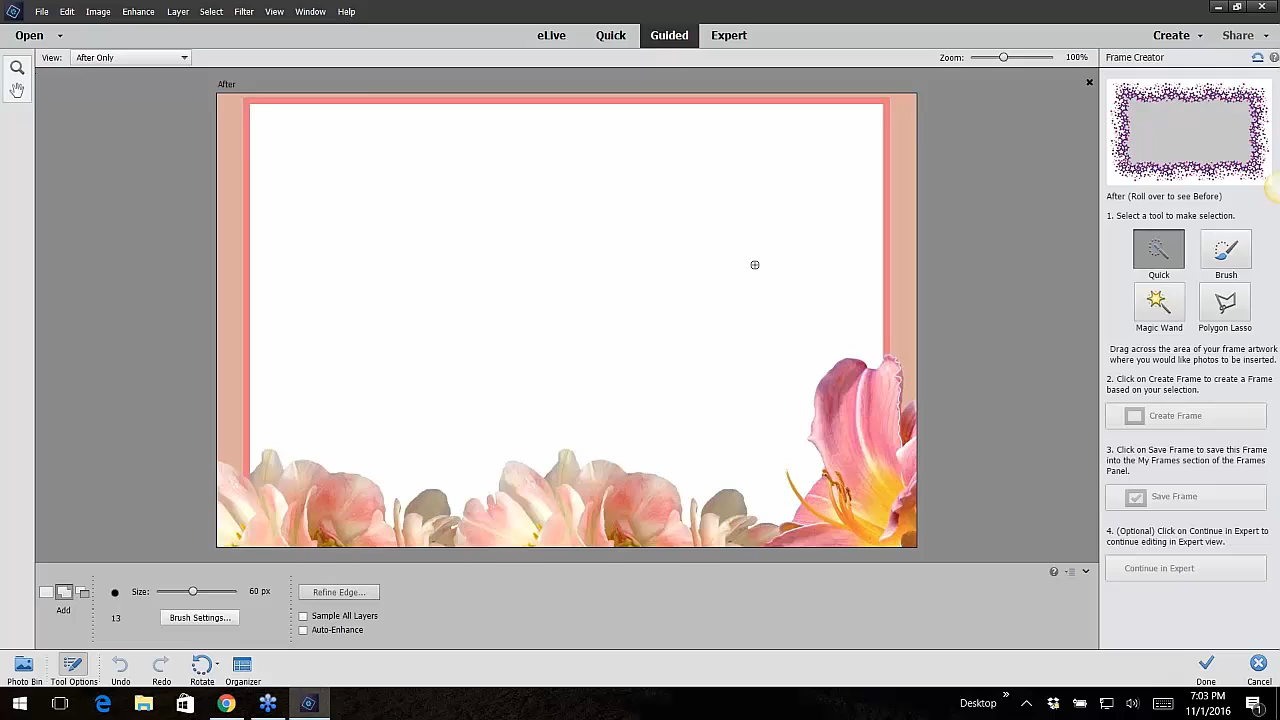 File Edit Image Enhance Layer Select Filter View Window Help
Open eLive Quick Guided Expert Create Share
View: After Only Zoom: 100% Frame Creator
After
After (Roll over to see Before)
1. Select a tool to make selection.
Quick Brush
Magic Wand Polygon Lasso
Drag across the area of your frame artwork
where you would like photos to be inserted.
2. Click on Create Frame to create a Frame
based on your selection.
Create Frame
3. Click on Save Frame to save this Frame
into the My Frames section of the Frames
Panel.
Save Frame
4. (Optional) Click on Continue in Expert to
continue editing in Expert view.
Continue in Expert
Size: 60 px Refine Edge...
Add
13 Brush Settings... Sample All Layers
Auto-Enhance
Photo Bin Tool Options Undo Redo Rotate Organizer Done Cancel
Desktop 7:03 PM
11/1/2016